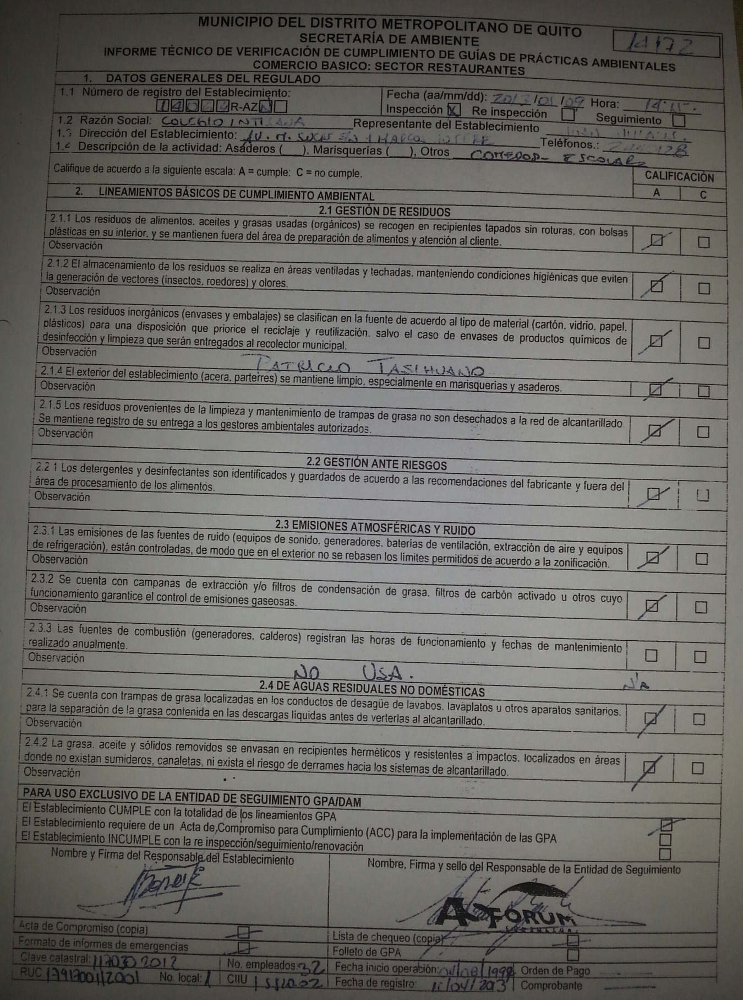 MUNICIPIO DEL DISTRITO METROPOLITANO DE QUITO
14172
SECRETARÍA DE AMBIENTE
INFORME TÉCNICO DE VERIFICACIÓN DE CUMPLIMIENTO DE GUÍAS DE PRÁCTICAS AMBIENTALES
COMERCIO BASICO: SECTOR RESTAURANTES
1. DATOS GENERALES DEL REGULADO
1.1 Número de registro del Establecimiento: Fecha (aa/mm/dd): Hora:
R-AZN Inspección X Re inspección Seguimiento
1.2 Razón Social: COLEGIO INTISANA Representante del Establecimiento
1.3 Dirección del Establecimiento: AV. M. SUCRE S/N Y MARCOS JOFFRE Teléfonos.:
1.4 Descripción de la actividad: Asaderos ( ), Marisquerias ( ), Otros COMEDOR - ESCOLAR
Califique de acuerdo a la siguiente escala: A = cumple: C = no cumple. CALIFICACIÓN
2. LINEAMIENTOS BÁSICOS DE CUMPLIMIENTO AMBIENTAL A C
2.1 GESTIÓN DE RESIDUOS
2.1.1 Los residuos de alimentos. aceites y grasas usadas (orgánicos) se recogen en recipientes tapados sin roturas, con bolsas
plásticas en su interior, y se mantienen fuera del área de preparación de alimentos y atención al cliente.
Observación
2.1.2 El almacenamiento de los residuos se realiza en áreas ventiladas y techadas. manteniendo condiciones higiénicas que eviten
la generación de vectores (insectos, roedores) y olores.
Observación
2.1.3 Los residuos inorgánicos (envases y embalajes) se clasifican en la fuente de acuerdo al tipo de material (cartón. vidrio. papel.
plásticos) para una disposición que priorice el reciclaje y reutilización. salvo el caso de envases de productos químicos de
desinfección y limpieza que serán entregados al recolector municipal.
Observación
PATRICIO TASIHUANO
2.1.4 El exterior del establecimiento (acera, parterres) se mantiene limpio, especialmente en marisquerias y asaderos.
Observación
2.1.5 Los residuos provenientes de la limpieza y mantenimiento de trampas de grasa no son desechados a la red de alcantarillado
Se mantiene registro de su entrega a los gestores ambientales autorizados.
Observación
2.2 GESTIÓN ANTE RIESGOS
2.2 1 Los detergentes y desinfectantes son identificados y guardados de acuerdo a las recomendaciones del fabricante y fuera del
área de procesamiento de los alimentos.
Observación
2.3 EMISIONES ATMOSFÉRICAS Y RUIDO
2.3.1 Las emisiones de las fuentes de ruido (equipos de sonido. generadores. baterias de ventilación, extracción de aire y equipos
de refrigeración), están controladas, de modo que en el exterior no se rebasen los limites permitidos de acuerdo a la zonificación.
Observación
2.3.2 Se cuenta con campanas de extracción y/o filtros de condensación de grasa. filtros de carbón activado u otros cuyo
funcionamiento garantice el control de emisiones gaseosas.
Observación
2.3.3 Las fuentes de combustión (generadores. calderos) registran las horas de funcionamiento y fechas de mantenimiento
realizado anualmente.
Observación
NO USA. NA
2.4 DE AGUAS RESIDUALES NO DOMÉSTICAS
2.4.1 Se cuenta con trampas de grasa localizadas en los conductos de desagüe de lavabos. lavaplatos u otros aparatos sanitarios.
para la separación de la grasa contenida en las descargas liquidas antes de verterias al alcantarillado.
Observación
2.4.2 La grasa. aceite y sólidos removidos se envasan en recipientes herméticos y resistentes a impactos. localizados en áreas
donde no existan sumideros, canaletas, ni exista el riesgo de derrames hacia los sistemas de alcantarillado.
Observación
PARA USO EXCLUSIVO DE LA ENTIDAD DE SEGUIMIENTO GPA/DAM
El Establecimiento CUMPLE con la totalidad de los lineamientos GPA
El Establecimiento requiere de un Acta de Compromiso para Cumplimiento (ACC) para la implementación de las GPA
El Establecimiento INCUMPLE con la re inspección/seguimiento/renovación
Nombre y Firma del Responsable del Establecimiento Nombre, Firma y sello del Responsable de la Entidad de Seguimiento
FORUM
Acta de Compromiso (copia) Lista de chequeo (copia)
Formato de informes de emergencias Folleto de GPA
Clave catastral: 1170302012 No. empleados: 32 Fecha inicio operación: Orden de Pago
RUC 1791700112001 No. local: 1 CIIU Fecha de registro: 11/04/2013 Comprobante